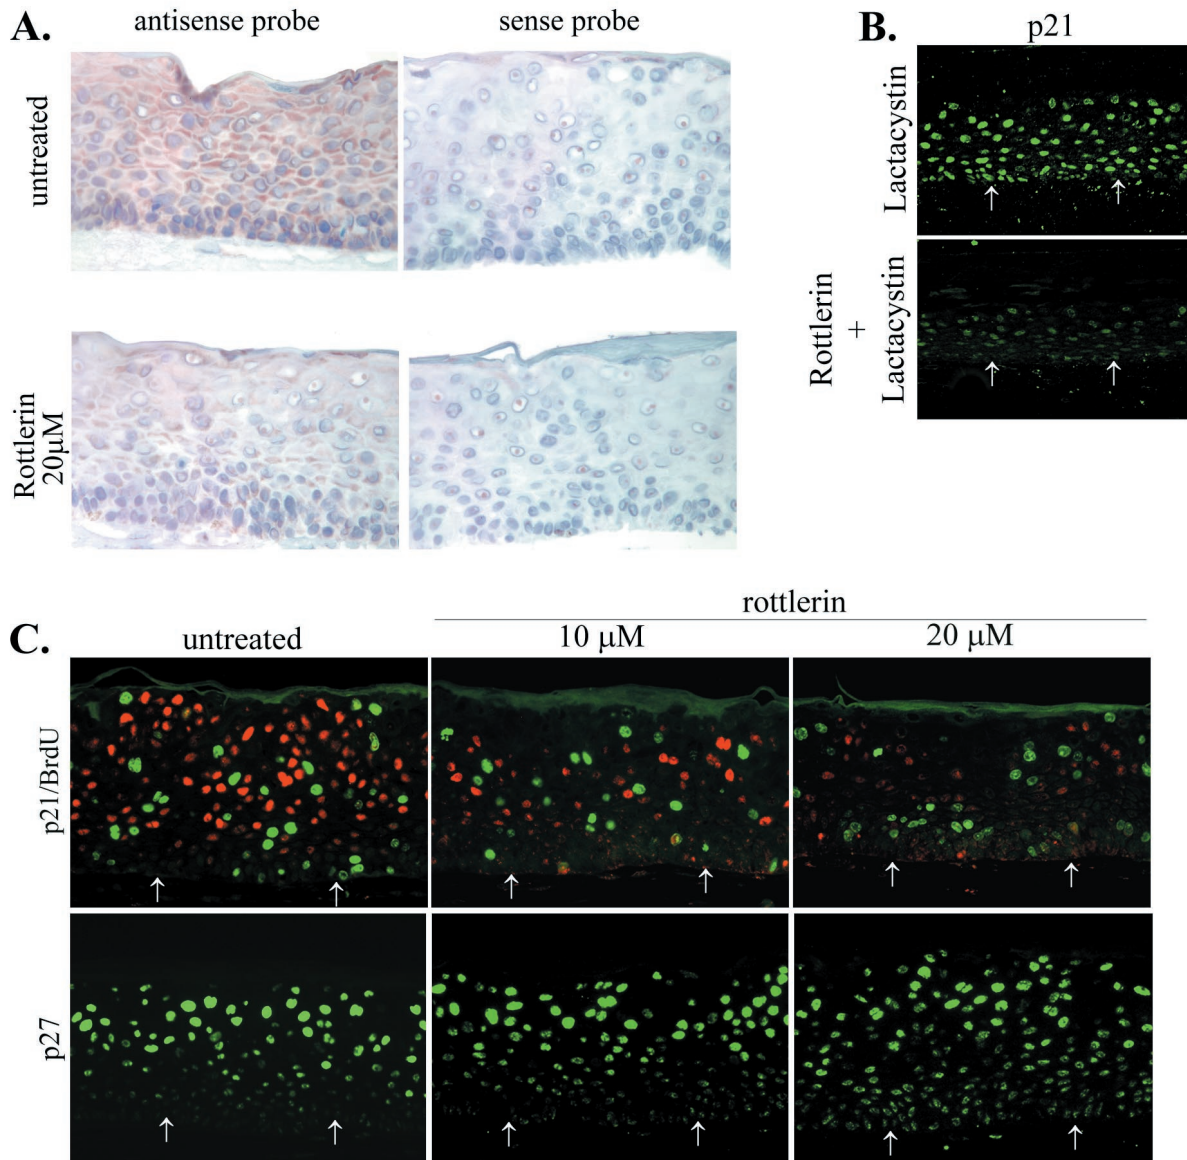 A.
antisense probe
sense probe
untreated
Rottlerin
20μM
B.
p21
Lactacystin
Rottlerin
+
Lactacystin
C.
rottlerin
untreated
10 μM
20 μM
p21/BrdU
p27